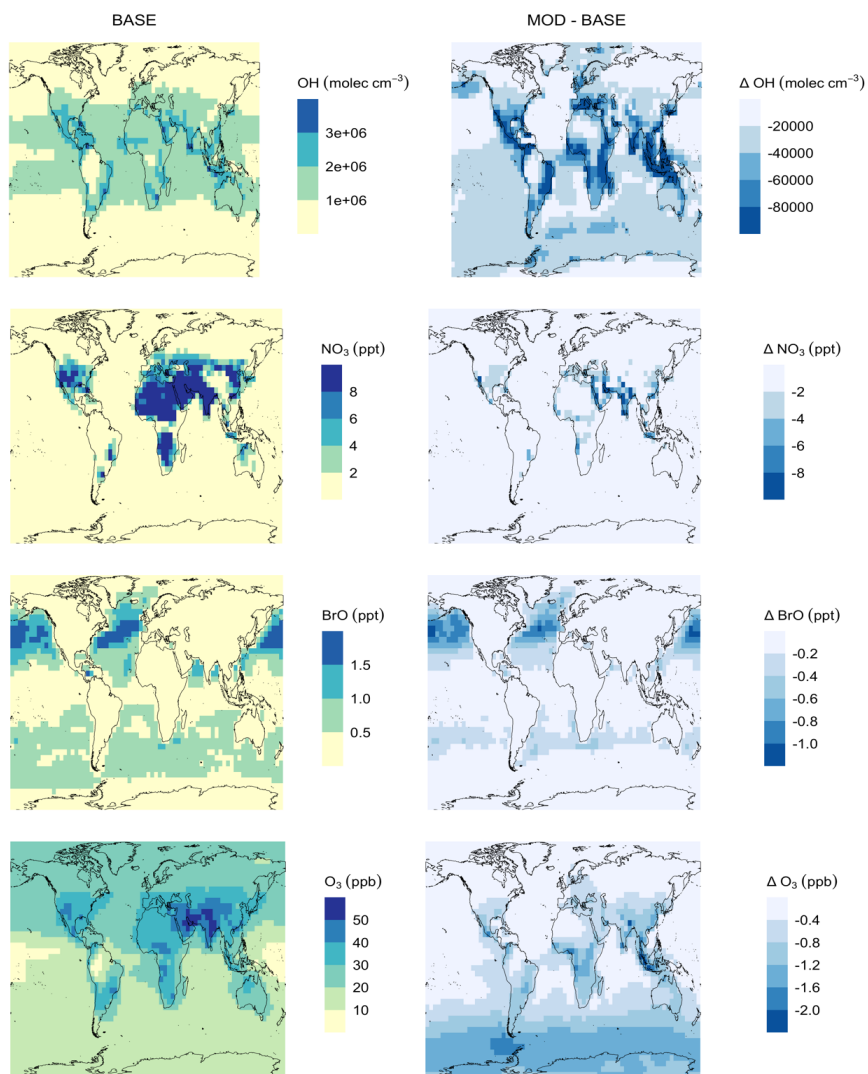 BASE
MOD - BASE
OH (molec cm⁻³)
3e+06
2e+06
1e+06
Δ OH (molec cm⁻³)
-20000
-40000
-60000
-80000
NO₃ (ppt)
8
6
4
2
Δ NO₃ (ppt)
-2
-4
-6
-8
BrO (ppt)
1.5
1.0
0.5
Δ BrO (ppt)
-0.2
-0.4
-0.6
-0.8
-1.0
O₃ (ppb)
50
40
30
20
10
Δ O₃ (ppb)
-0.4
-0.8
-1.2
-1.6
-2.0